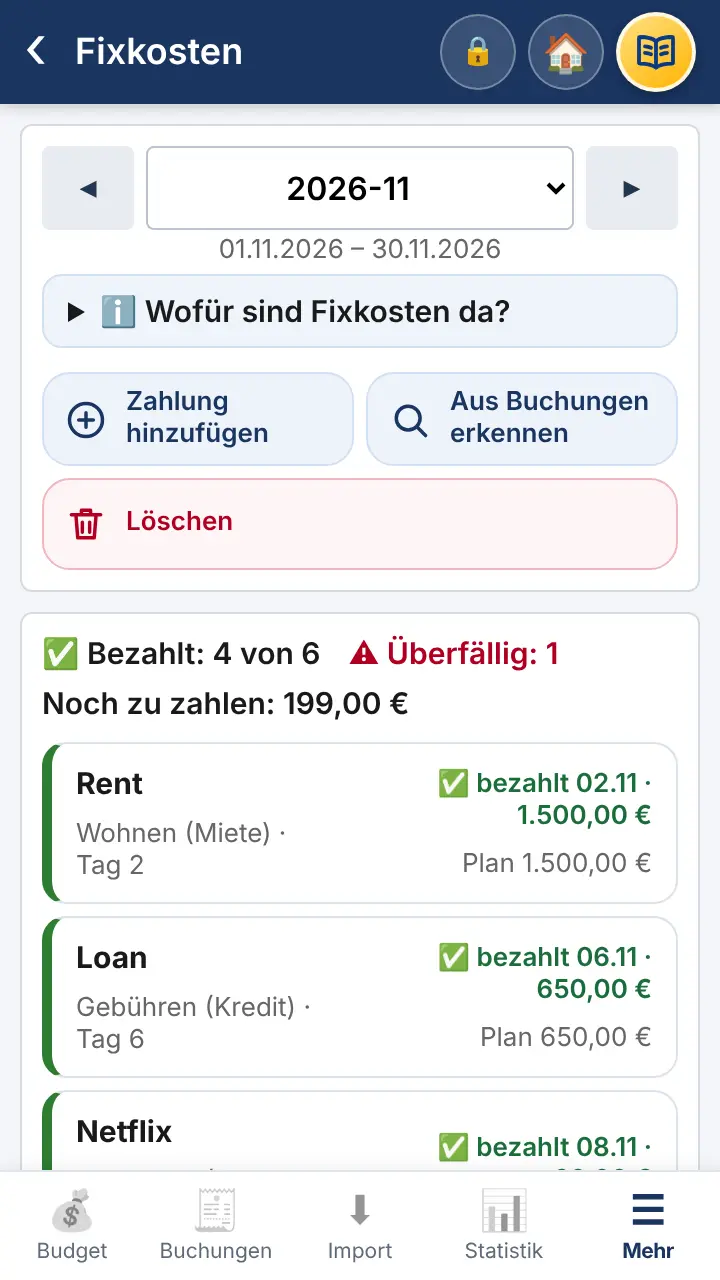 Fixkosten
2026-11
01.11.2026 – 30.11.2026
Wofür sind Fixkosten da?
Zahlung
hinzufügen
Aus Buchungen
erkennen
Löschen
✅ Bezahlt: 4 von 6 ⚠ Überfällig: 1
Noch zu zahlen: 199,00 €
Rent
✅ bezahlt 02.11 ·
1.500,00 €
Wohnen (Miete) ·
Tag 2
Plan 1.500,00 €
Loan
✅ bezahlt 06.11 ·
650,00 €
Gebühren (Kredit) ·
Tag 6
Plan 650,00 €
Netflix
✅ bezahlt 08.11 ·
Budget
Buchungen
Import
Statistik
Mehr